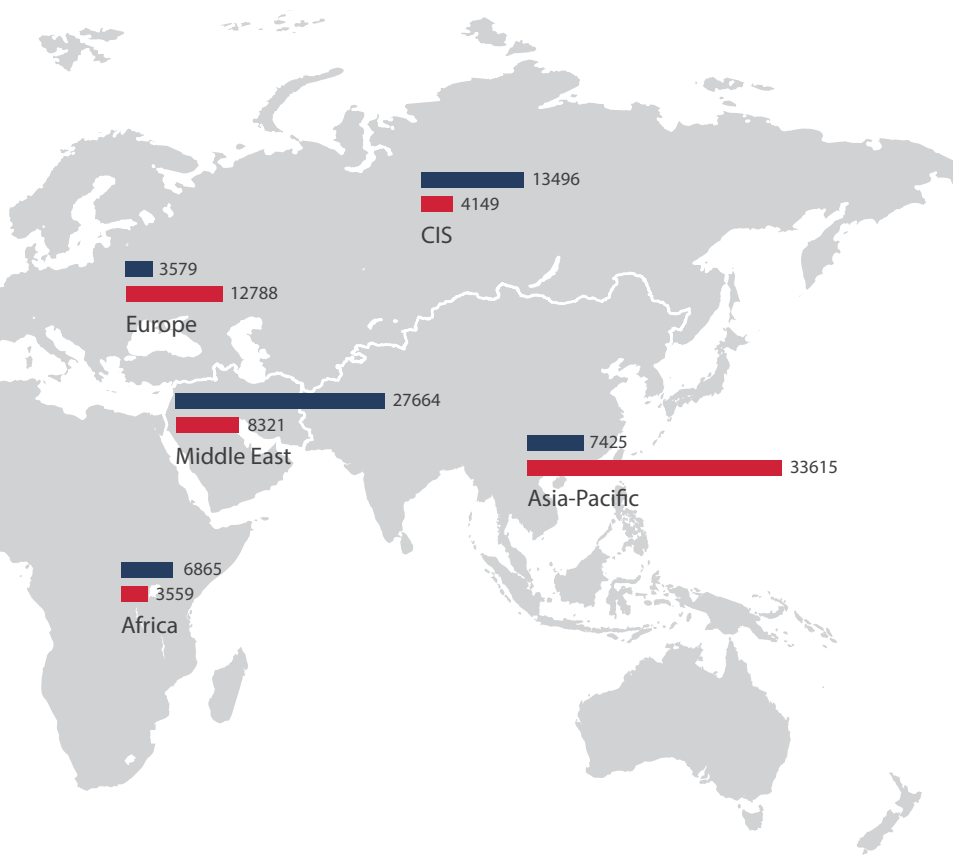 13496
4149
CIS
3579
12788
Europe
27664
8321
Middle East
7425
33615
Asia-Pacific
6865
3559
Africa